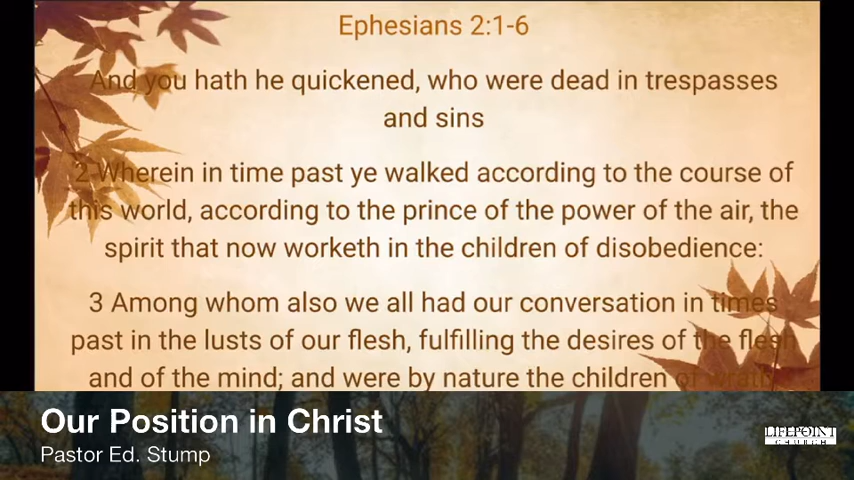 Ephesians 2:1-6
And you hath he quickened, who were dead in trespasses
and sins
2 Wherein in time past ye walked according to the course of
this world, according to the prince of the power of the air, the
spirit that now worketh in the children of disobedience:
3 Among whom also we all had our conversation in times
past in the lusts of our flesh, fulfilling the desires of the flesh
and of the mind; and were by nature the children of wrath,
Our Position in Christ
Pastor Ed. Stump
LIFEPOINT
CHURCH